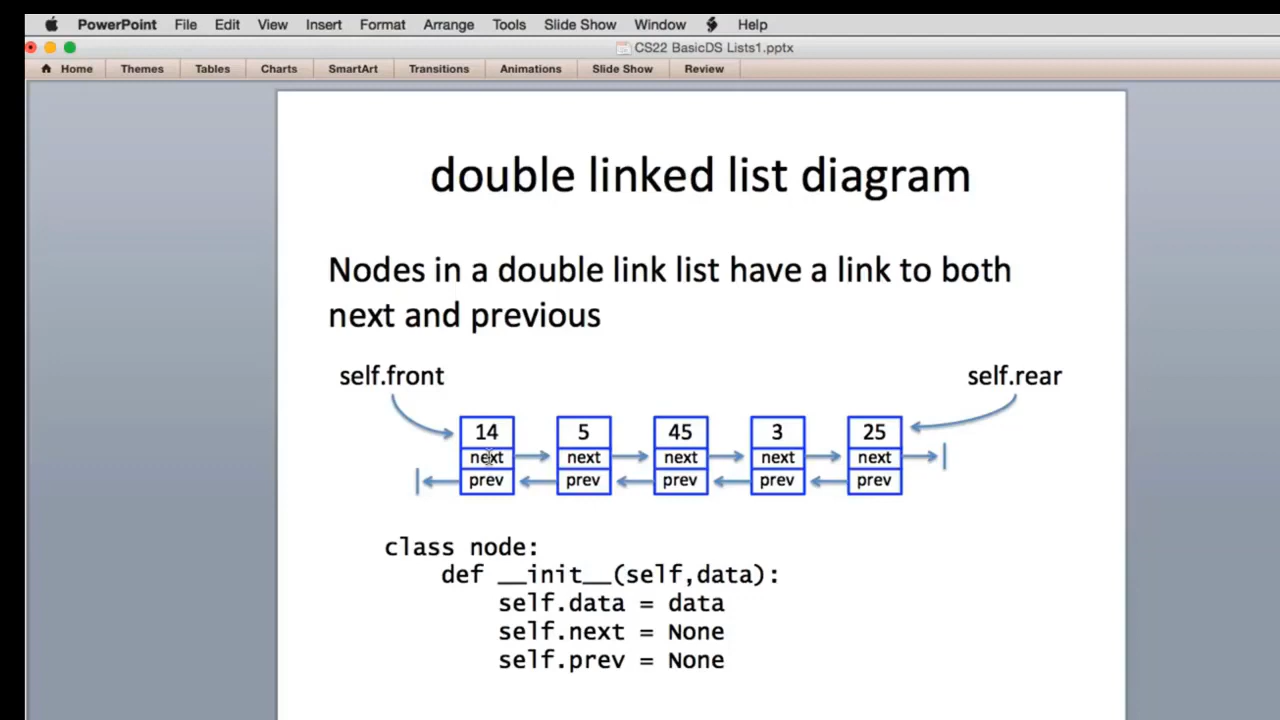 PowerPoint File Edit View Insert Format Arrange Tools Slide Show Window Help
CS22 BasicDS Lists1.pptx
Home Themes Tables Charts SmartArt Transitions Animations Slide Show Review
double linked list diagram
Nodes in a double link list have a link to both
next and previous
self.front self.rear
14 5 45 3 25
next next next next next
prev prev prev prev prev
class node:
def __init__(self,data):
self.data = data
self.next = None
self.prev = None